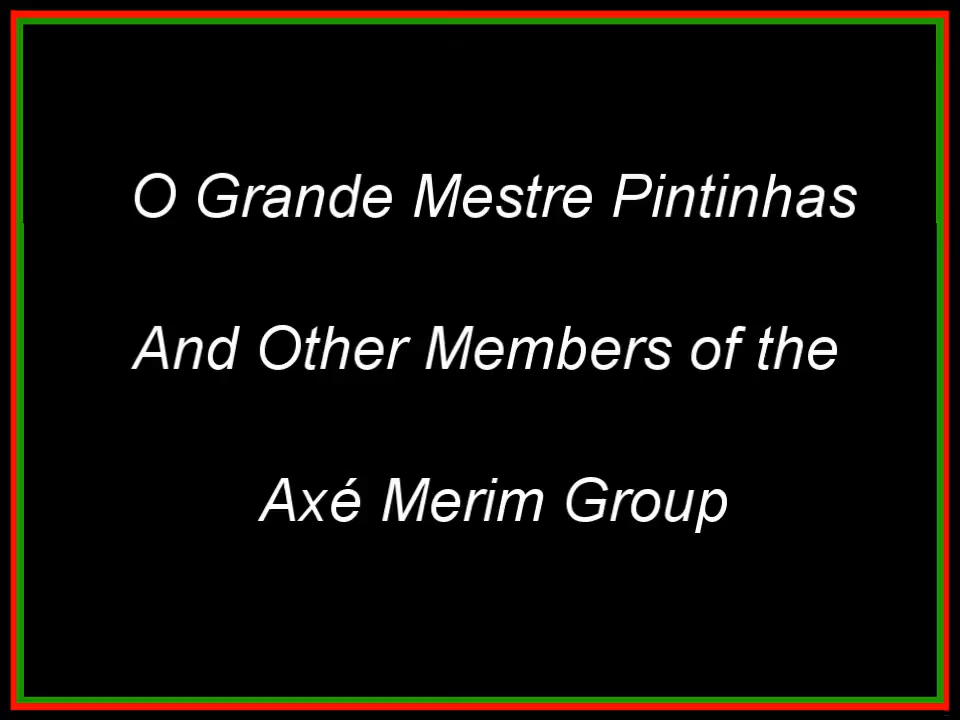 O Grande Mestre Pintinhas
And Other Members of the
Axé Merim Group